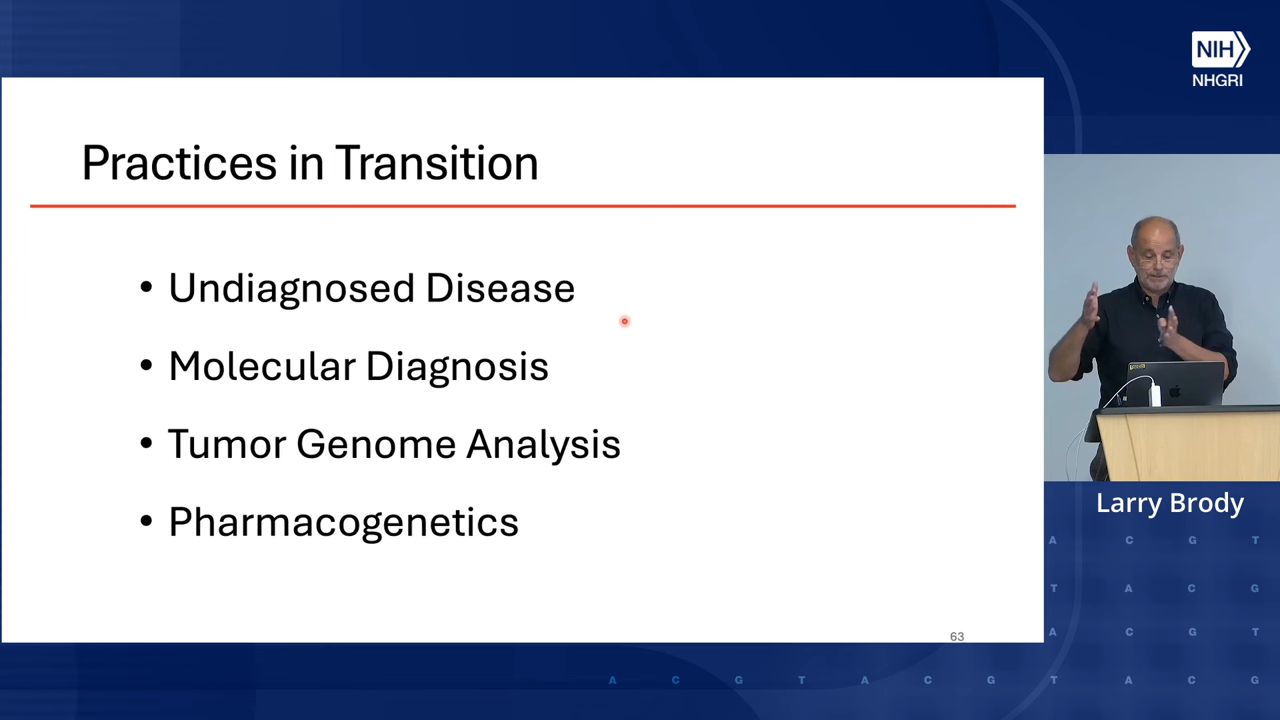 NIH
NHGRI
Practices in Transition
• Undiagnosed Disease
• Molecular Diagnosis
• Tumor Genome Analysis
• Pharmacogenetics
63
Larry Brody
A C G T
T A C G
A C G T
A C G T A C G T A C G